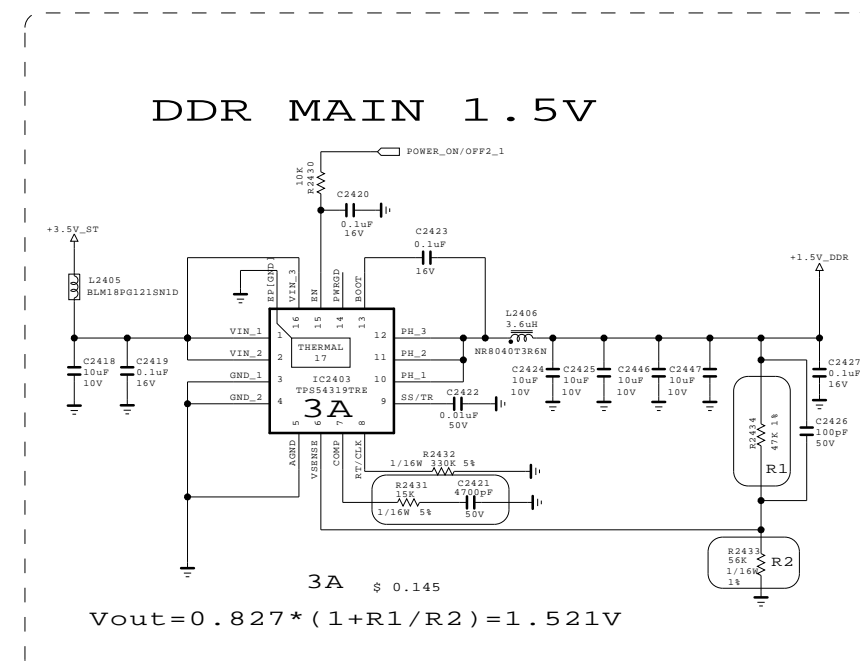 DDR MAIN 1.5V
POWER_ON/OFF2_1
10K
R2430
C2420
0.1uF
16V
C2423
0.1uF
16V
+3.5V_ST
+1.5V_DDR
L2405
BLM18PG121SN1D
EP[GND]
VIN_3
EN
PWRGD
BOOT
16
15
14
13
L2406
3.6uH
NR8040T3R6N
VIN_1
1
VIN_2
2
GND_1
3
GND_2
4
THERMAL
17
IC2403
TPS54319TRE
3A
12
PH_3
11
PH_2
10
PH_1
9
SS/TR
C2418
10uF
10V
C2419
0.1uF
16V
C2422
0.01uF
50V
C2424
10uF
10V
C2425
10uF
10V
C2446
10uF
10V
C2447
10uF
10V
C2427
0.1uF
16V
R2434
47K 1%
R1
C2426
100pF
50V
5
6
7
8
AGND
VSENSE
COMP
RT/CLK
R2432
1/16W 330K 5%
R2431
15K
1/16W 5%
C2421
4700pF
50V
R2433
56K
1/16W
1%
R2
3A
$ 0.145
Vout=0.827*(1+R1/R2)=1.521V